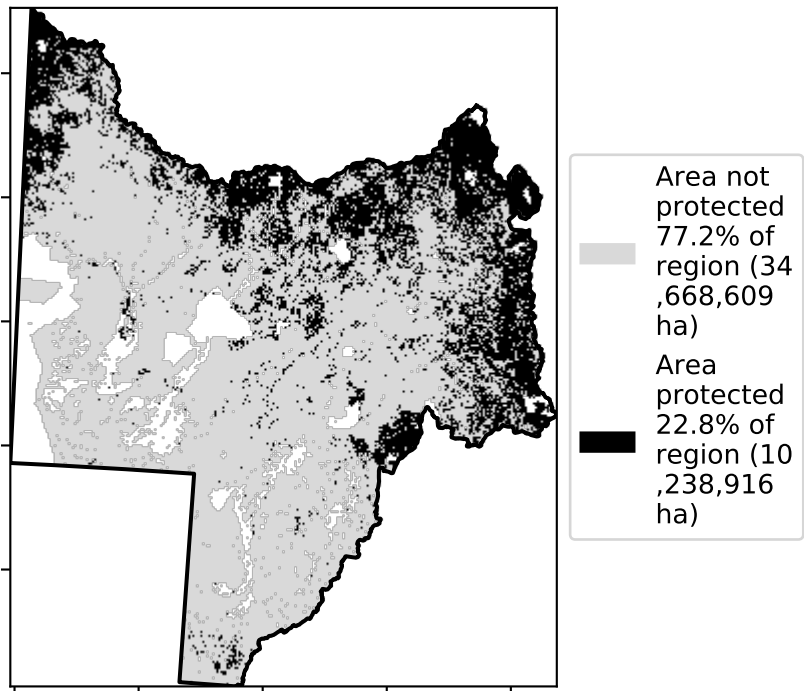 Area not
protected
77.2% of
region (34
,668,609
ha)
Area
protected
22.8% of
region (10
,238,916
ha)